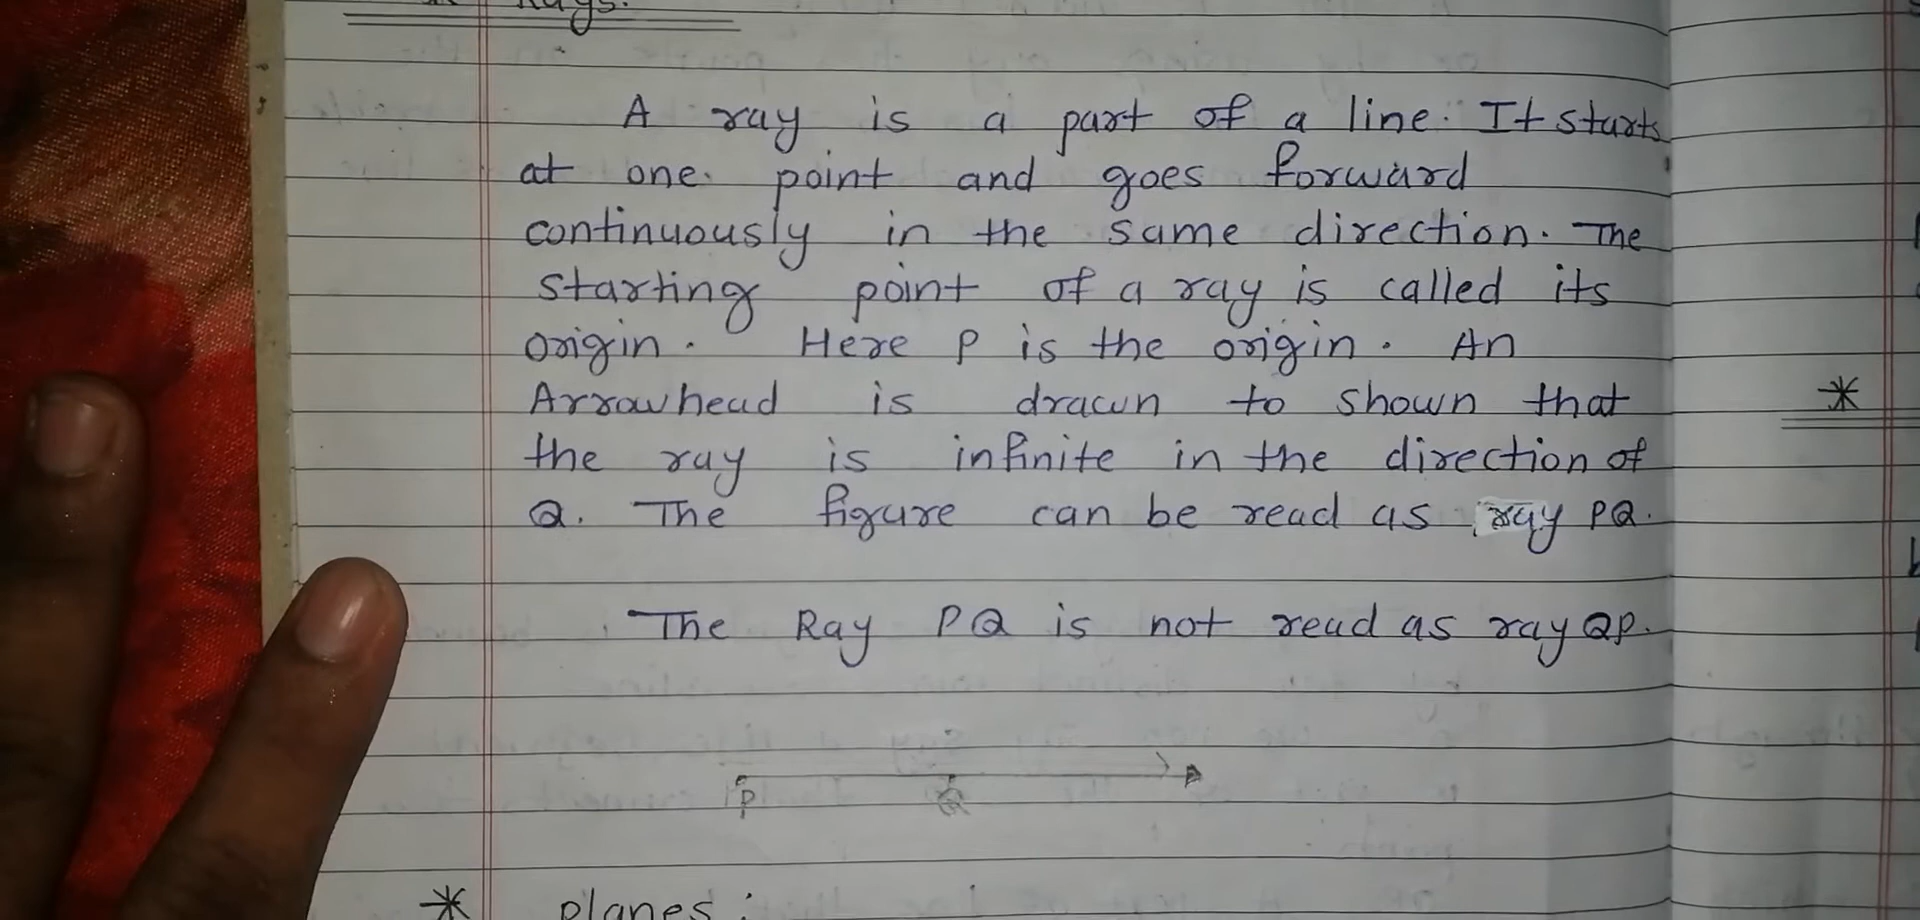 * Rays.
A ray is a part of a line. It starts
at one point and goes forward
continuously in the same direction. The
starting point of a ray is called its
origin. Here P is the origin. An
Arrowhead is drawn to shown that
the ray is infinite in the direction of
Q. The figure can be read as ray PQ.
The Ray PQ is not read as ray QP.
P Q
* planes :
*